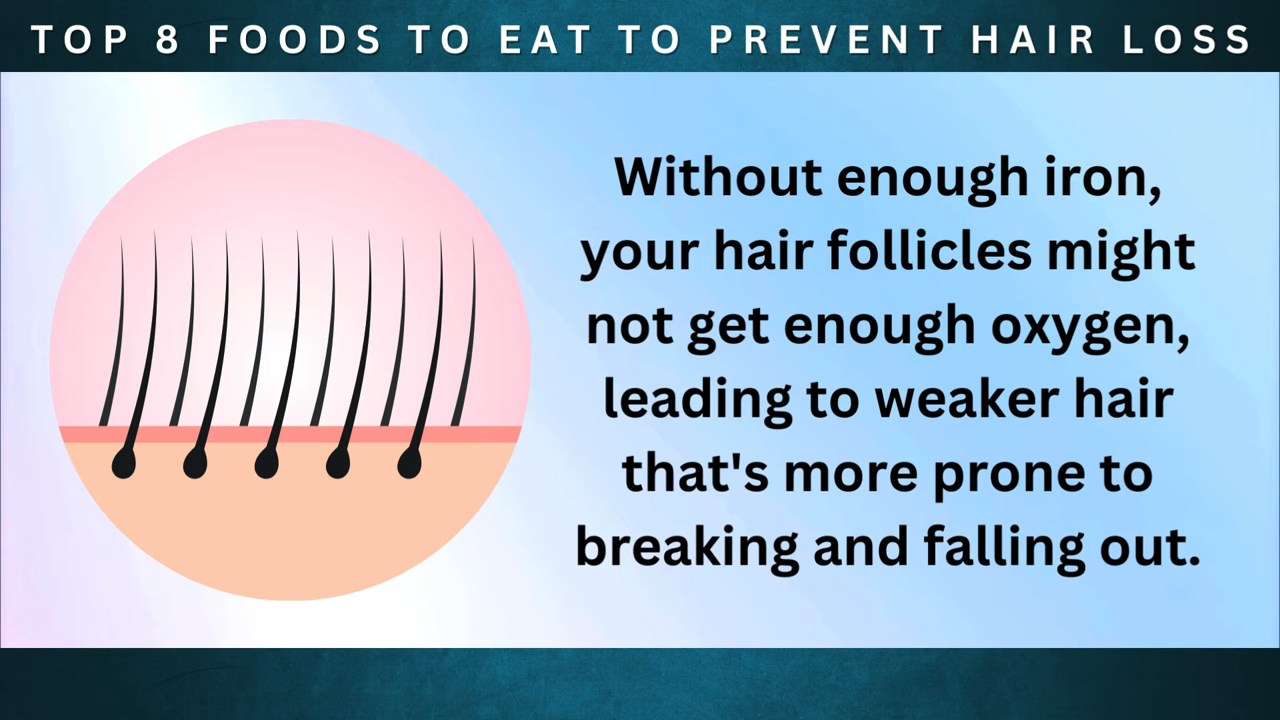 TOP 8 FOODS TO EAT TO PREVENT HAIR LOSS
Without enough iron,
your hair follicles might
not get enough oxygen,
leading to weaker hair
that's more prone to
breaking and falling out.